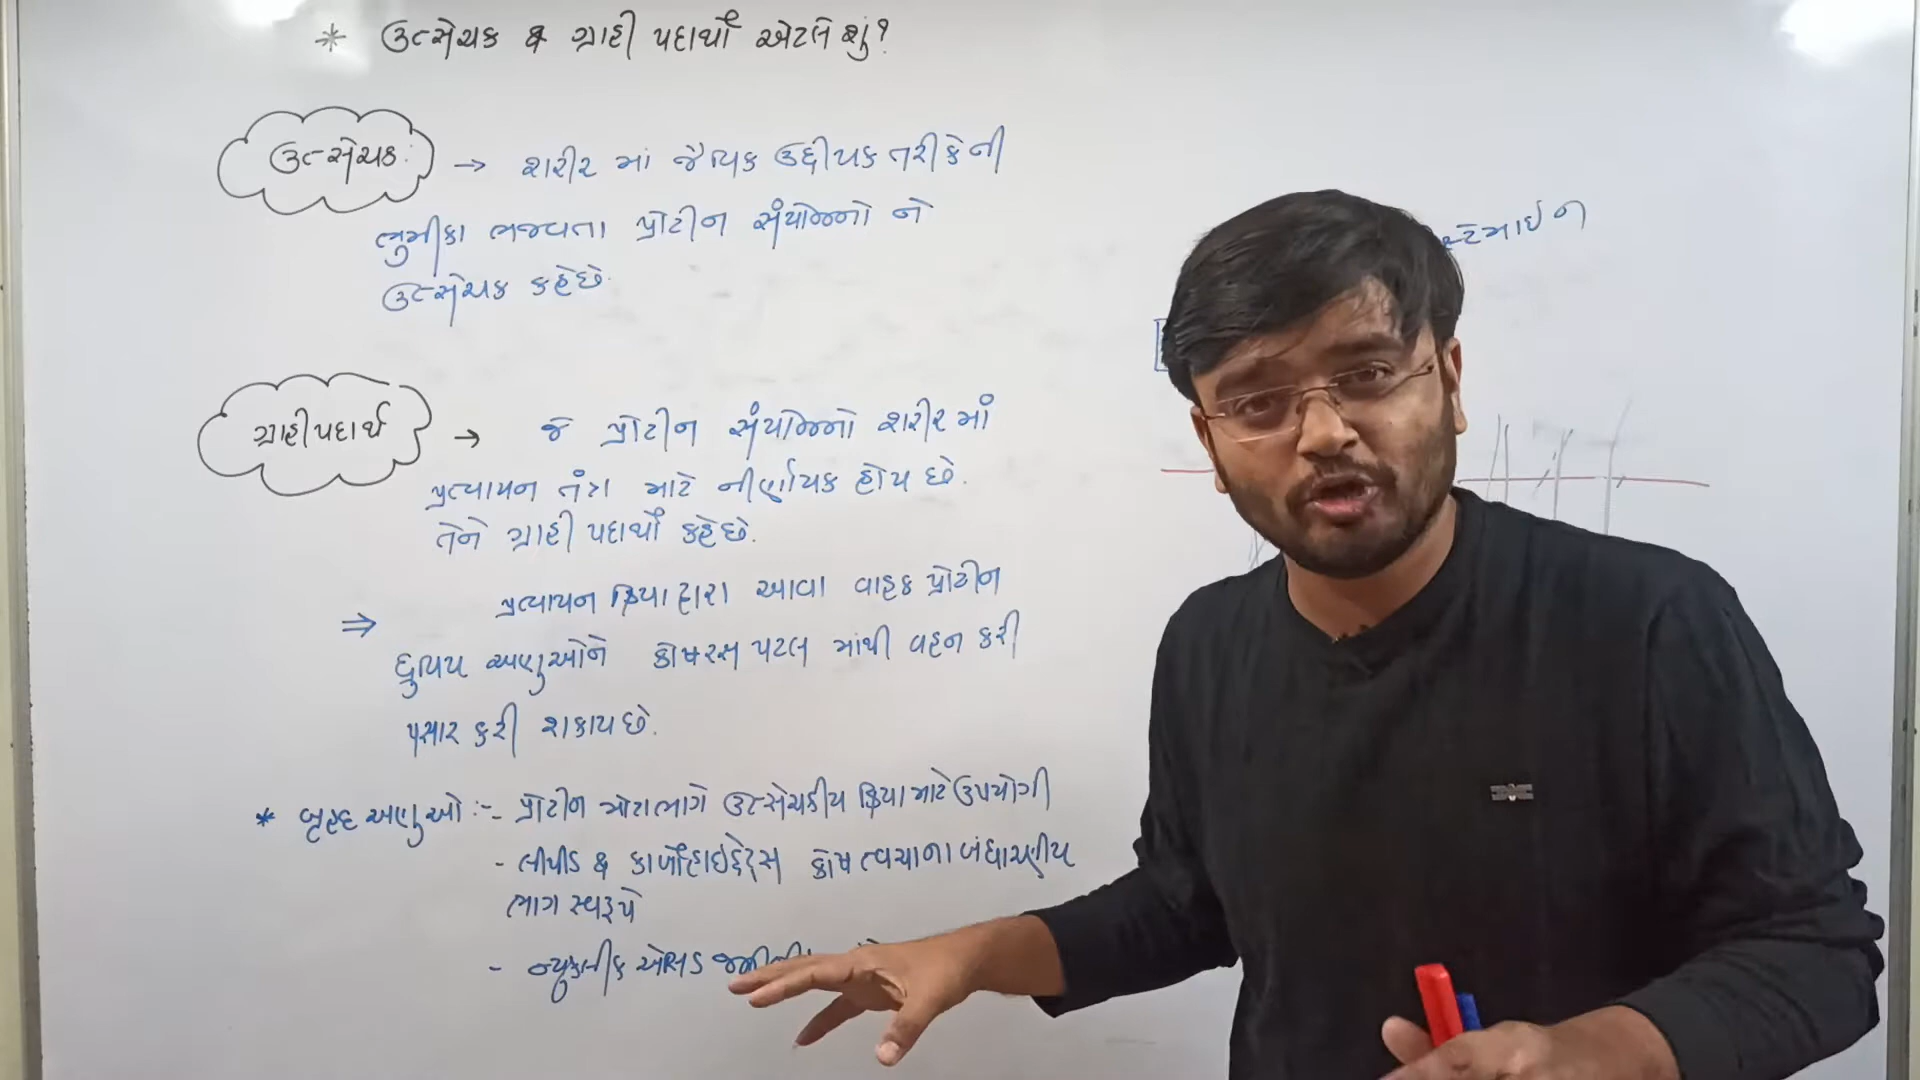 * ઉત્સેચક & ગ્રાહી પદાર્થો એટલે શું?
ઉત્સેચક: → શરીર માં જૈવિક ઉદ્દીપક તરીકેની
ભુમીકા ભજવતા પ્રોટીન સંયોજનો ને
ઉત્સેચક કહેછે.
ગ્રાહીપદાર્થ → જે પ્રોટીન સંયોજનો શરીર માં
પ્રત્યાયન તંત્ર માટે નીર્ણાયક હોય છે.
તેને ગ્રાહી પદાર્થો કહેછે.
⇒ પ્રત્યાયન ક્રિયા દ્વારા આવા વાહક પ્રોટીન
ધ્રુવિય અણુઓને કોષરસ પટલ માંથી વહન કરી
પસાર કરી શકાય છે.
* બૃહદ અણુઓ :- - પ્રોટીન મોટાભાગે ઉત્સેચકીય ક્રિયા માટે ઉપયોગી
- લીપીડ & કાર્બોહાઇડ્રેટ્સ કોષ ત્વચાના બંધારણીય
ભાગ સ્વરૂપે
- ન્યુક્લીક એસિડ